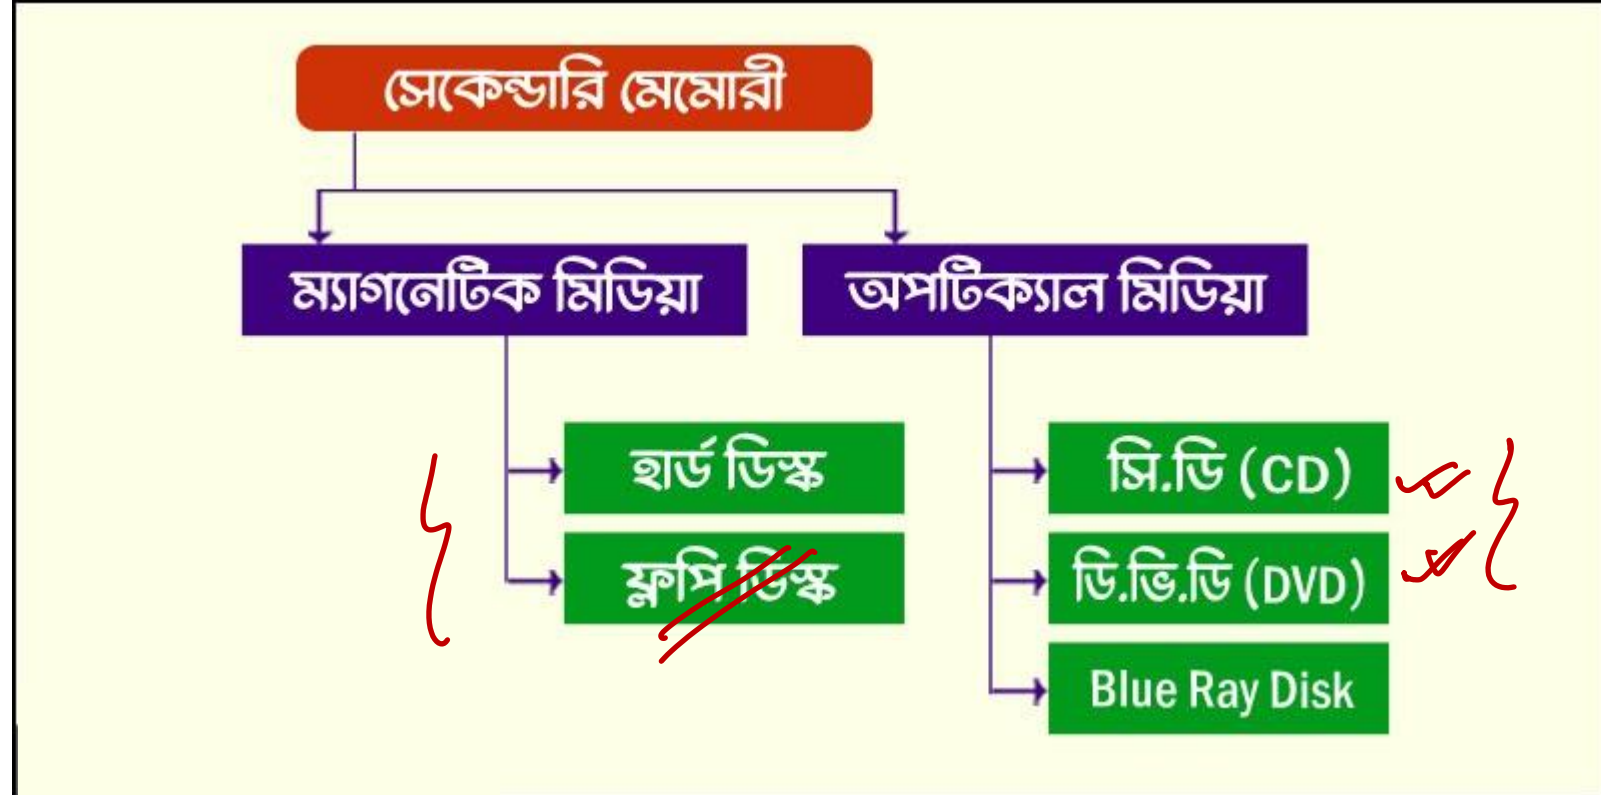 সেকেন্ডারি মেমোরী
ম্যাগনেটিক মিডিয়া
হার্ড ডিস্ক
ফ্লপি ডিস্ক
অপটিক্যাল মিডিয়া
সি.ডি (CD)
ডি.ভি.ডি (DVD)
Blue Ray Disk